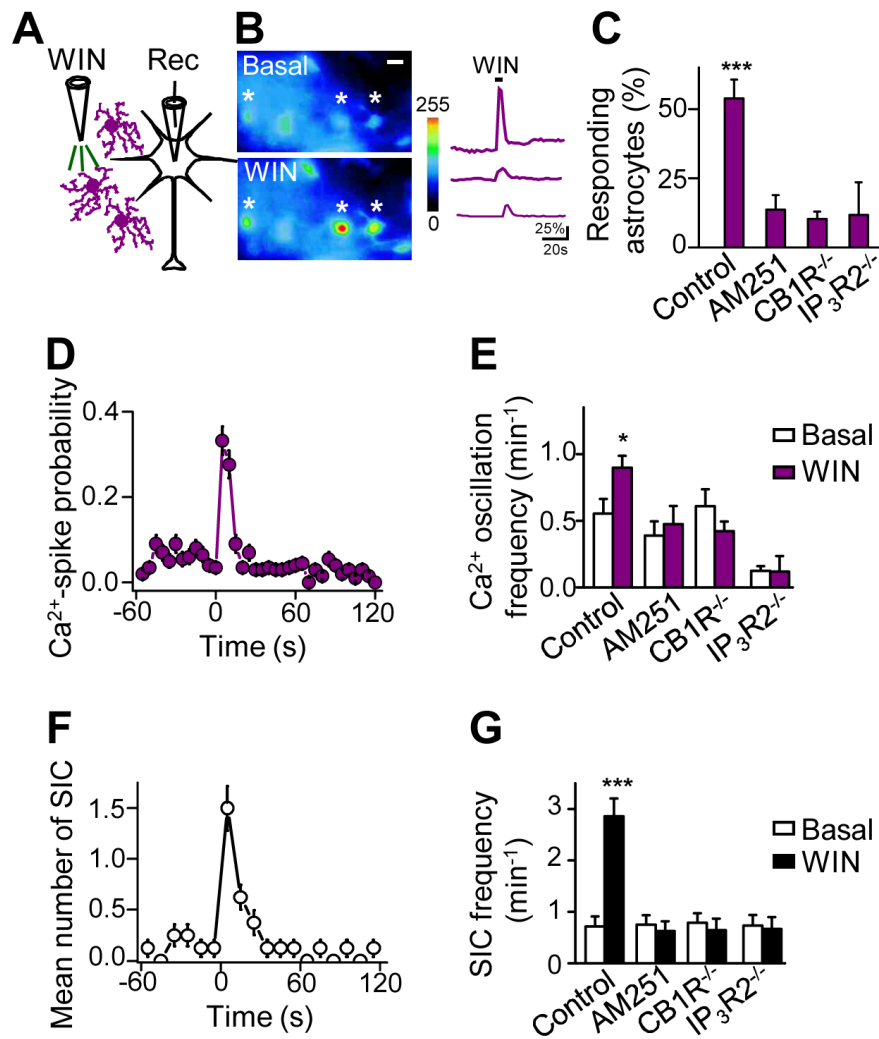 A
WIN Rec
B
Basal
* * *
WIN
* * *
255
0
WIN
25%
20s
C
Responding
astrocytes (%)
50
0
***
Control
AM251
CB1R-/-
IP3R2-/-
D
Ca2+-spike probability
0.4
0.2
0.0
-60 0 120
Time (s)
E
Ca2+ oscillation
frequency (min-1)
1.0
0.5
0.0
*
Basal
WIN
Control
AM251
CB1R-/-
IP3R2-/-
F
Mean number of SIC
1.5
1.0
0.5
0.0
-60 0 120
Time (s)
G
SIC frequency
(min-1)
3
2
1
0
***
Basal
WIN
Control
AM251
CB1R-/-
IP3R2-/-